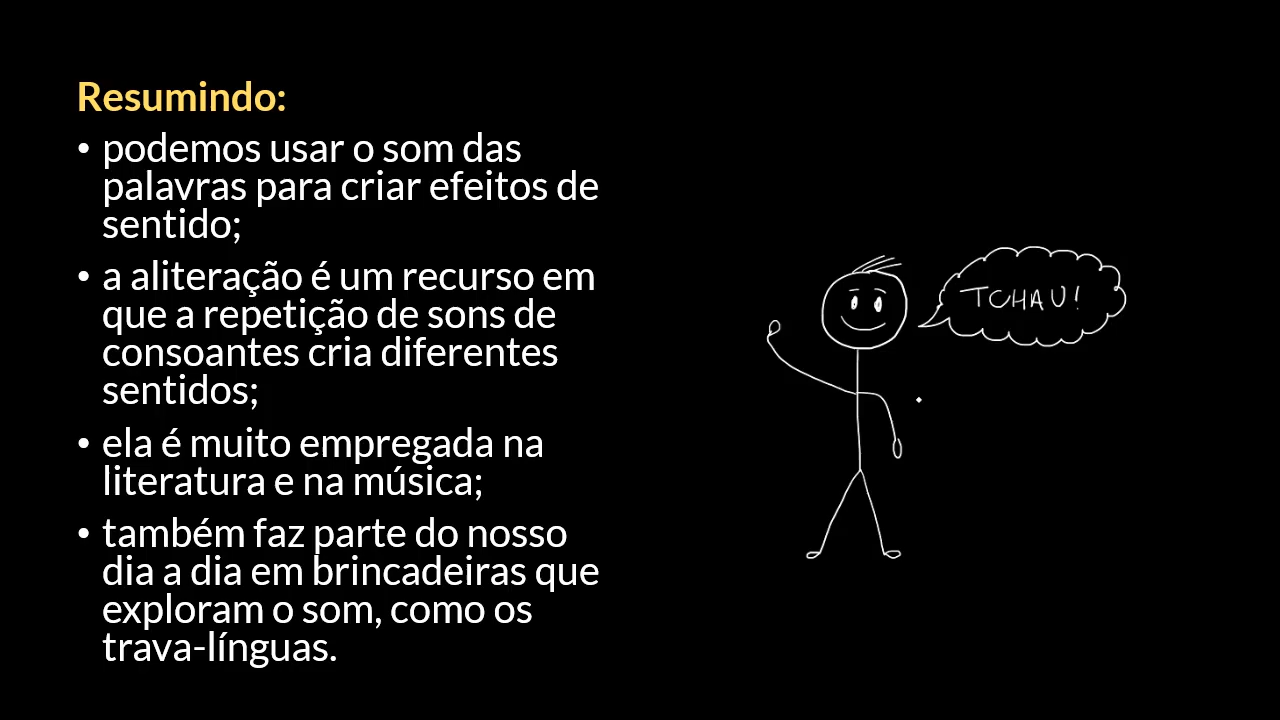 Resumindo:
• podemos usar o som das
palavras para criar efeitos de
sentido;
• a aliteração é um recurso em
que a repetição de sons de
consoantes cria diferentes
sentidos;
• ela é muito empregada na
literatura e na música;
• também faz parte do nosso
dia a dia em brincadeiras que
exploram o som, como os
trava-línguas.
TCHAU!